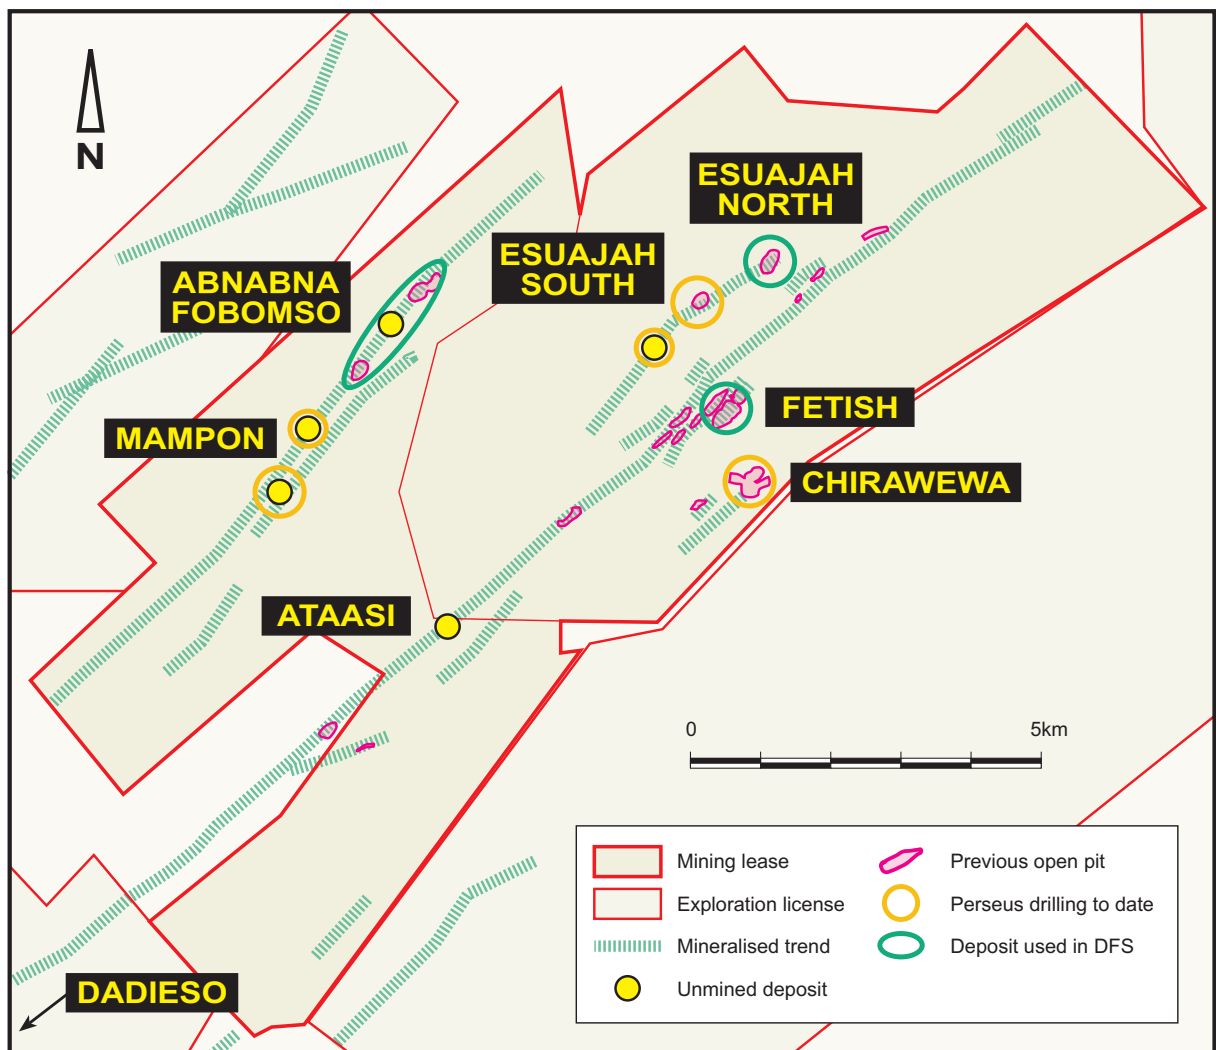 N
ESUAJAH
NORTH
ESUAJAH
SOUTH
ABNABNA
FOBOMSO
FETISH
MAMPON
CHIRAWEWA
ATAASI
0
5km
Mining lease
Exploration license
Mineralised trend
Unmined deposit
Previous open pit
Perseus drilling to date
Deposit used in DFS
DADIESO